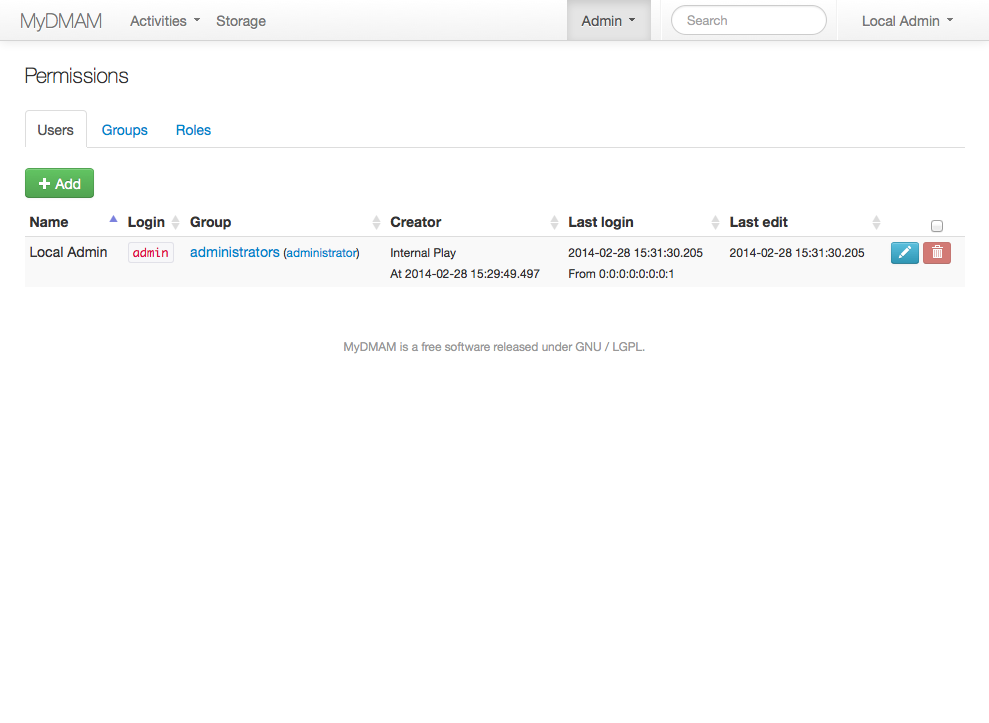 MyDMAM Activities Storage Admin Search Local Admin
Permissions
Users Groups Roles
Add
Name Login Group Creator Last login Last edit
Local Admin admin administrators (administrator) Internal Play 2014-02-28 15:31:30.205 2014-02-28 15:31:30.205
At 2014-02-28 15:29:49.497 From 0:0:0:0:0:0:0:1
MyDMAM is a free software released under GNU / LGPL.